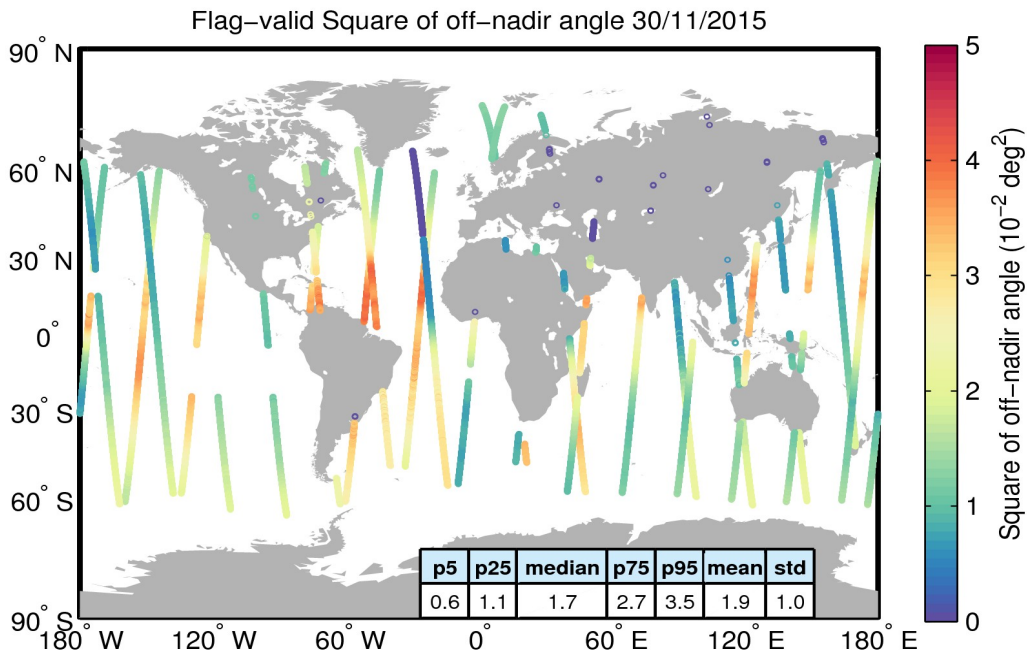 Flag−valid Square of off−nadir angle 30/11/2015
90° N
60° N
30° N
0°
30° S
60° S
90° S
180° W
120° W
60° W
0°
60° E
120° E
180° E
5
4
3
2
1
0
Square of off−nadir angle (10⁻² deg²)
p5 p25 median p75 p95 mean std
0.6 1.1 1.7 2.7 3.5 1.9 1.0